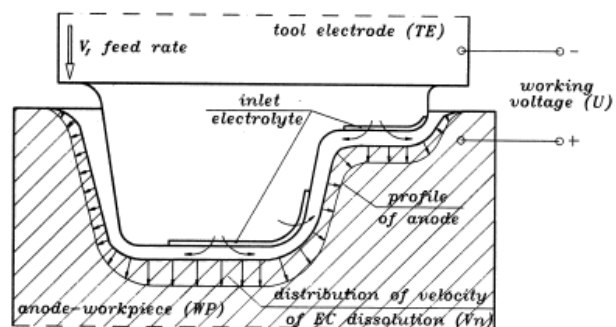 tool electrode (TE)
V, feed rate
−
working
voltage (U)
inlet
electrolyte
+
profile
of anode
distribution of velocity
anode-workpiece (WP)
of EC dissolution (Vn)